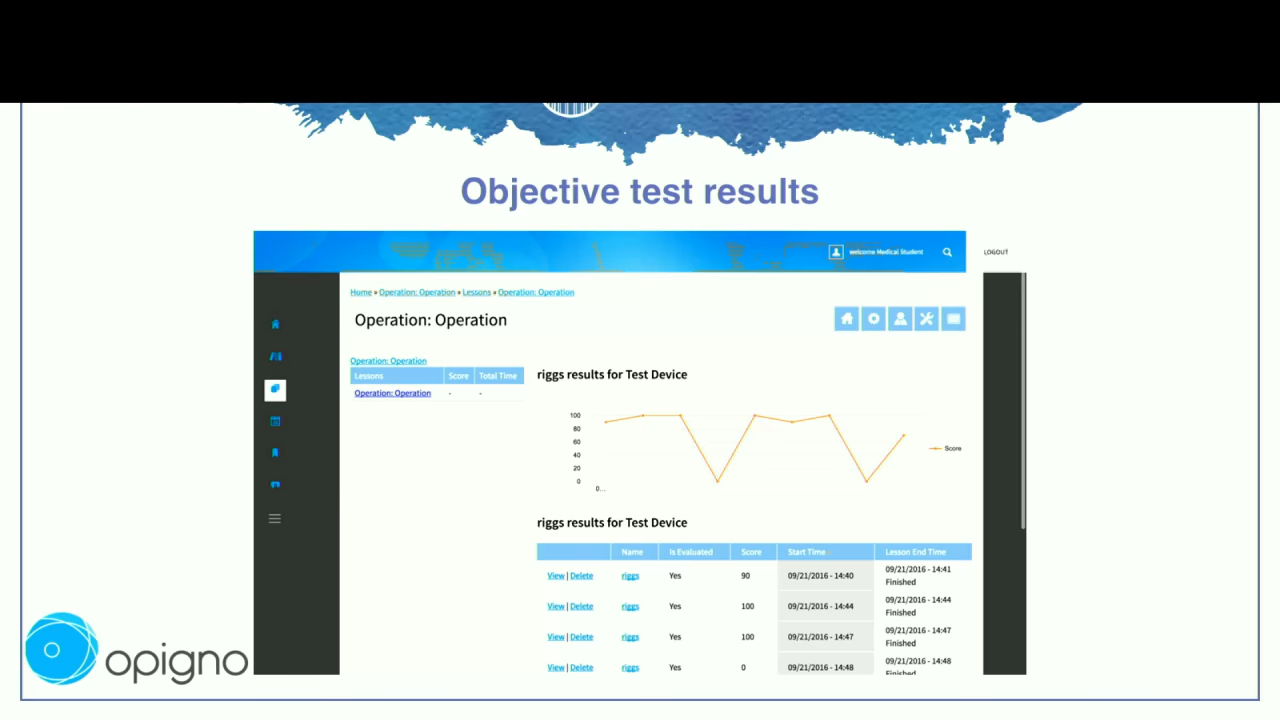 Objective test results
welcome Medical Student
LOGOUT
Home » Operation: Operation » Lessons » Operation: Operation
Operation: Operation
Operation: Operation
Lessons Score Total Time
Operation: Operation - -
riggs results for Test Device
100
80
60
40
20
0
0...
Score
riggs results for Test Device
Name Is Evaluated Score Start Time Lesson End Time
View | Delete riggs Yes 90 09/21/2016 - 14:40 09/21/2016 - 14:41
Finished
View | Delete riggs Yes 100 09/21/2016 - 14:44 09/21/2016 - 14:44
Finished
View | Delete riggs Yes 100 09/21/2016 - 14:47 09/21/2016 - 14:47
Finished
View | Delete riggs Yes 0 09/21/2016 - 14:48 09/21/2016 - 14:48
Finished
opigno